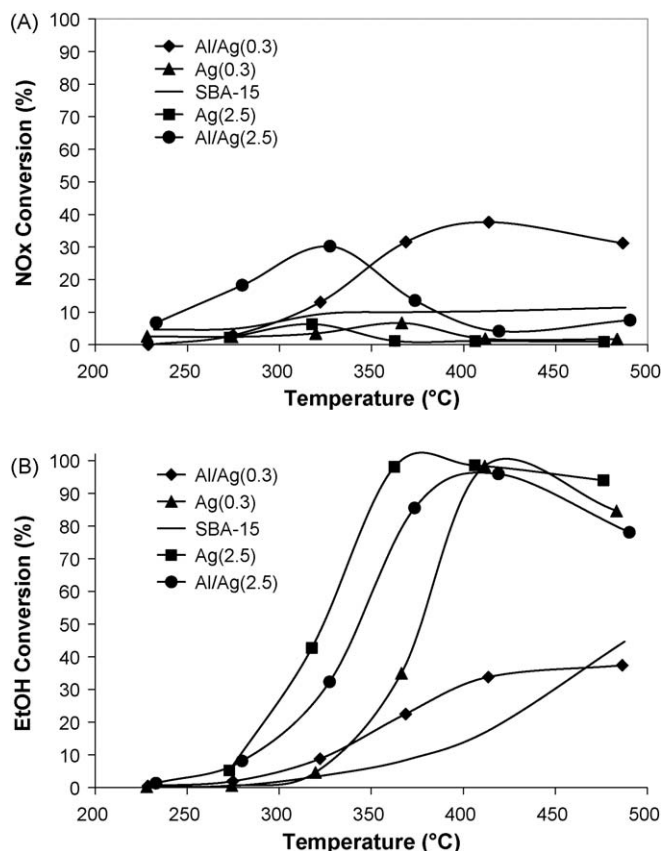 (A)
100
90
80
70
60
50
40
30
20
10
0
NOx Conversion (%)
Al/Ag(0.3)
Ag(0.3)
SBA-15
Ag(2.5)
Al/Ag(2.5)
200 250 300 350 400 450 500
Temperature (°C)
(B)
100
90
80
70
60
50
40
30
20
10
0
EtOH Conversion (%)
Al/Ag(0.3)
Ag(0.3)
SBA-15
Ag(2.5)
Al/Ag(2.5)
200 250 300 350 400 450 500
Temperature (°C)